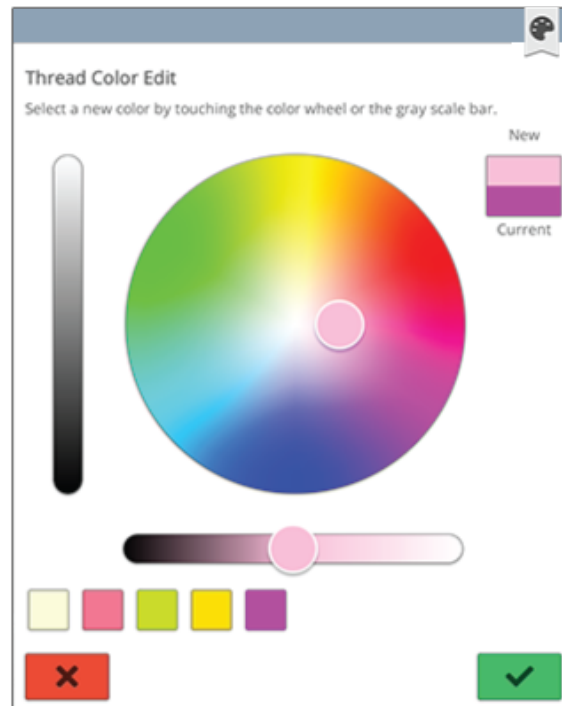 Thread Color Edit
Select a new color by touching the color wheel or the gray scale bar.
New
Current